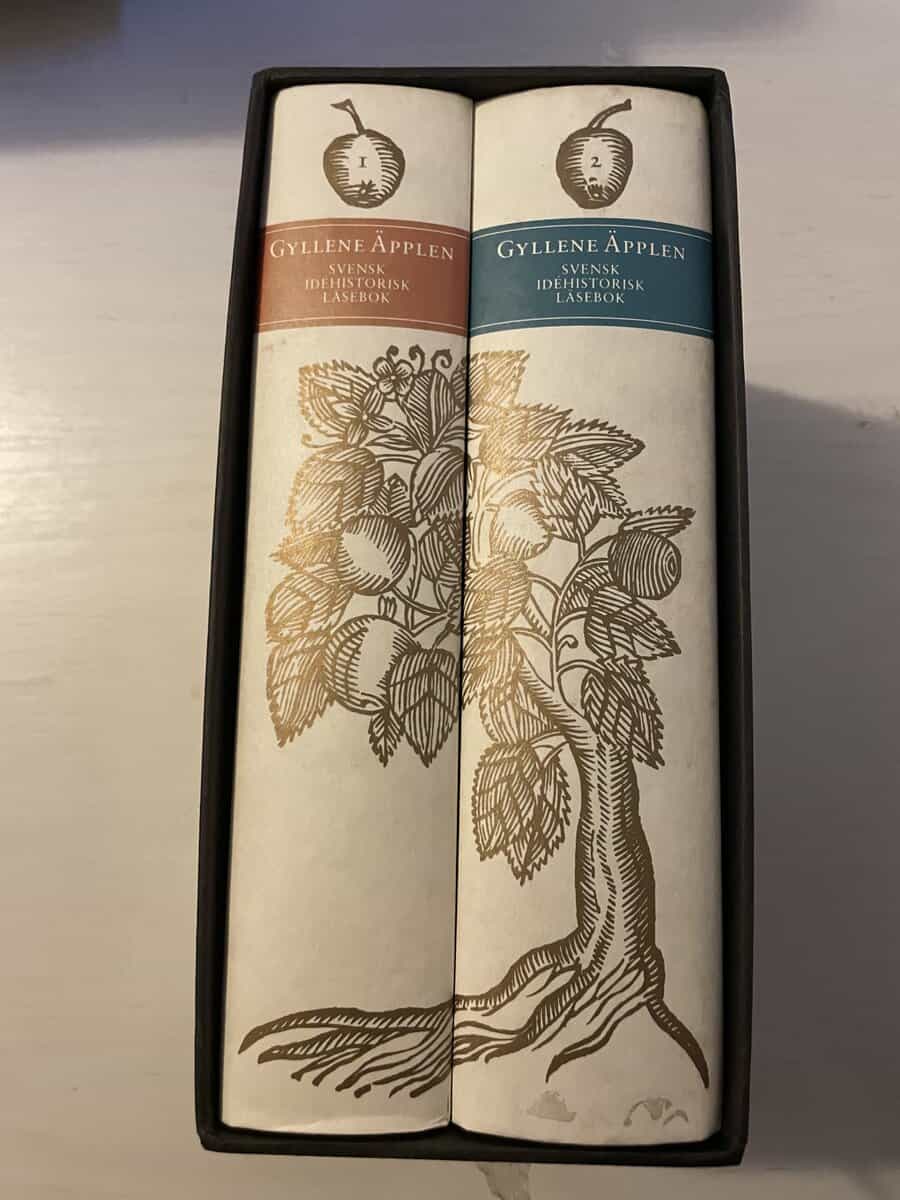 1
GYLLENE ÄPPLEN
SVENSK
IDÉHISTORISK
LÄSEBOK
2
GYLLENE ÄPPLEN
SVENSK
IDÉHISTORISK
LÄSEBOK